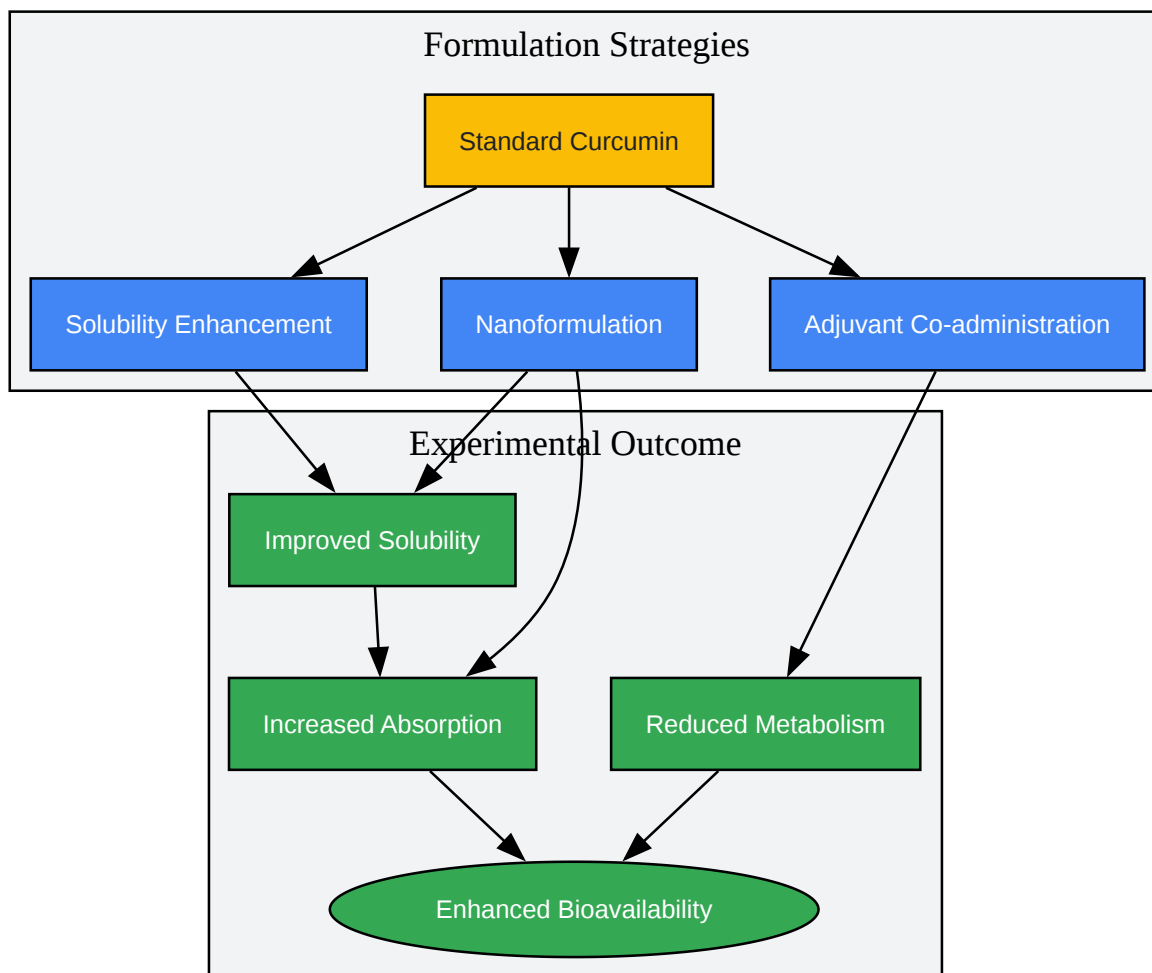 Formulation Strategies
Standard Curcumin
Solubility Enhancement
Nanoformulation
Adjuvant Co-administration
Experimental Outcome
Improved Solubility
Increased Absorption
Reduced Metabolism
Enhanced Bioavailability